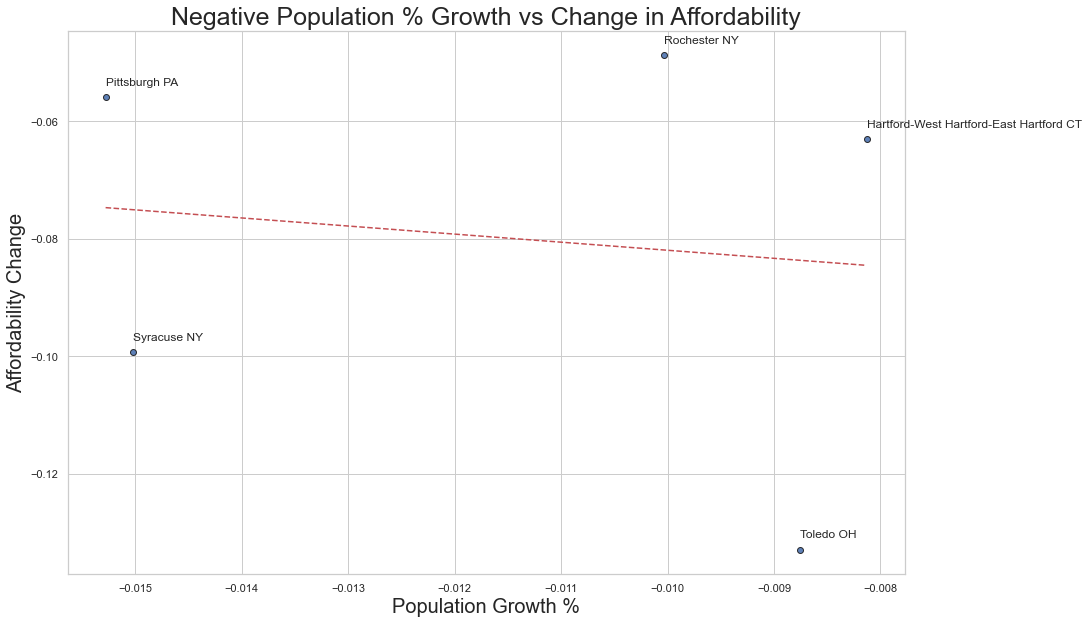 Negative Population % Growth vs Change in Affordability
Rochester NY
Pittsburgh PA
Hartford-West Hartford-East Hartford CT
Syracuse NY
Toledo OH
Affordability Change
−0.06
−0.08
−0.10
−0.12
−0.015
−0.014
−0.013
−0.012
−0.011
−0.010
−0.009
−0.008
Population Growth %